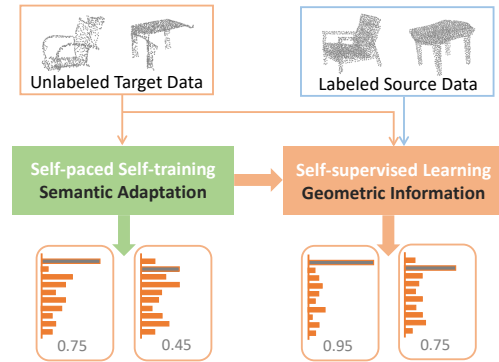 Unlabeled Target Data
Labeled Source Data
Self-paced Self-training
Semantic Adaptation
Self-supervised Learning
Geometric Information
0.75
0.45
0.95
0.75